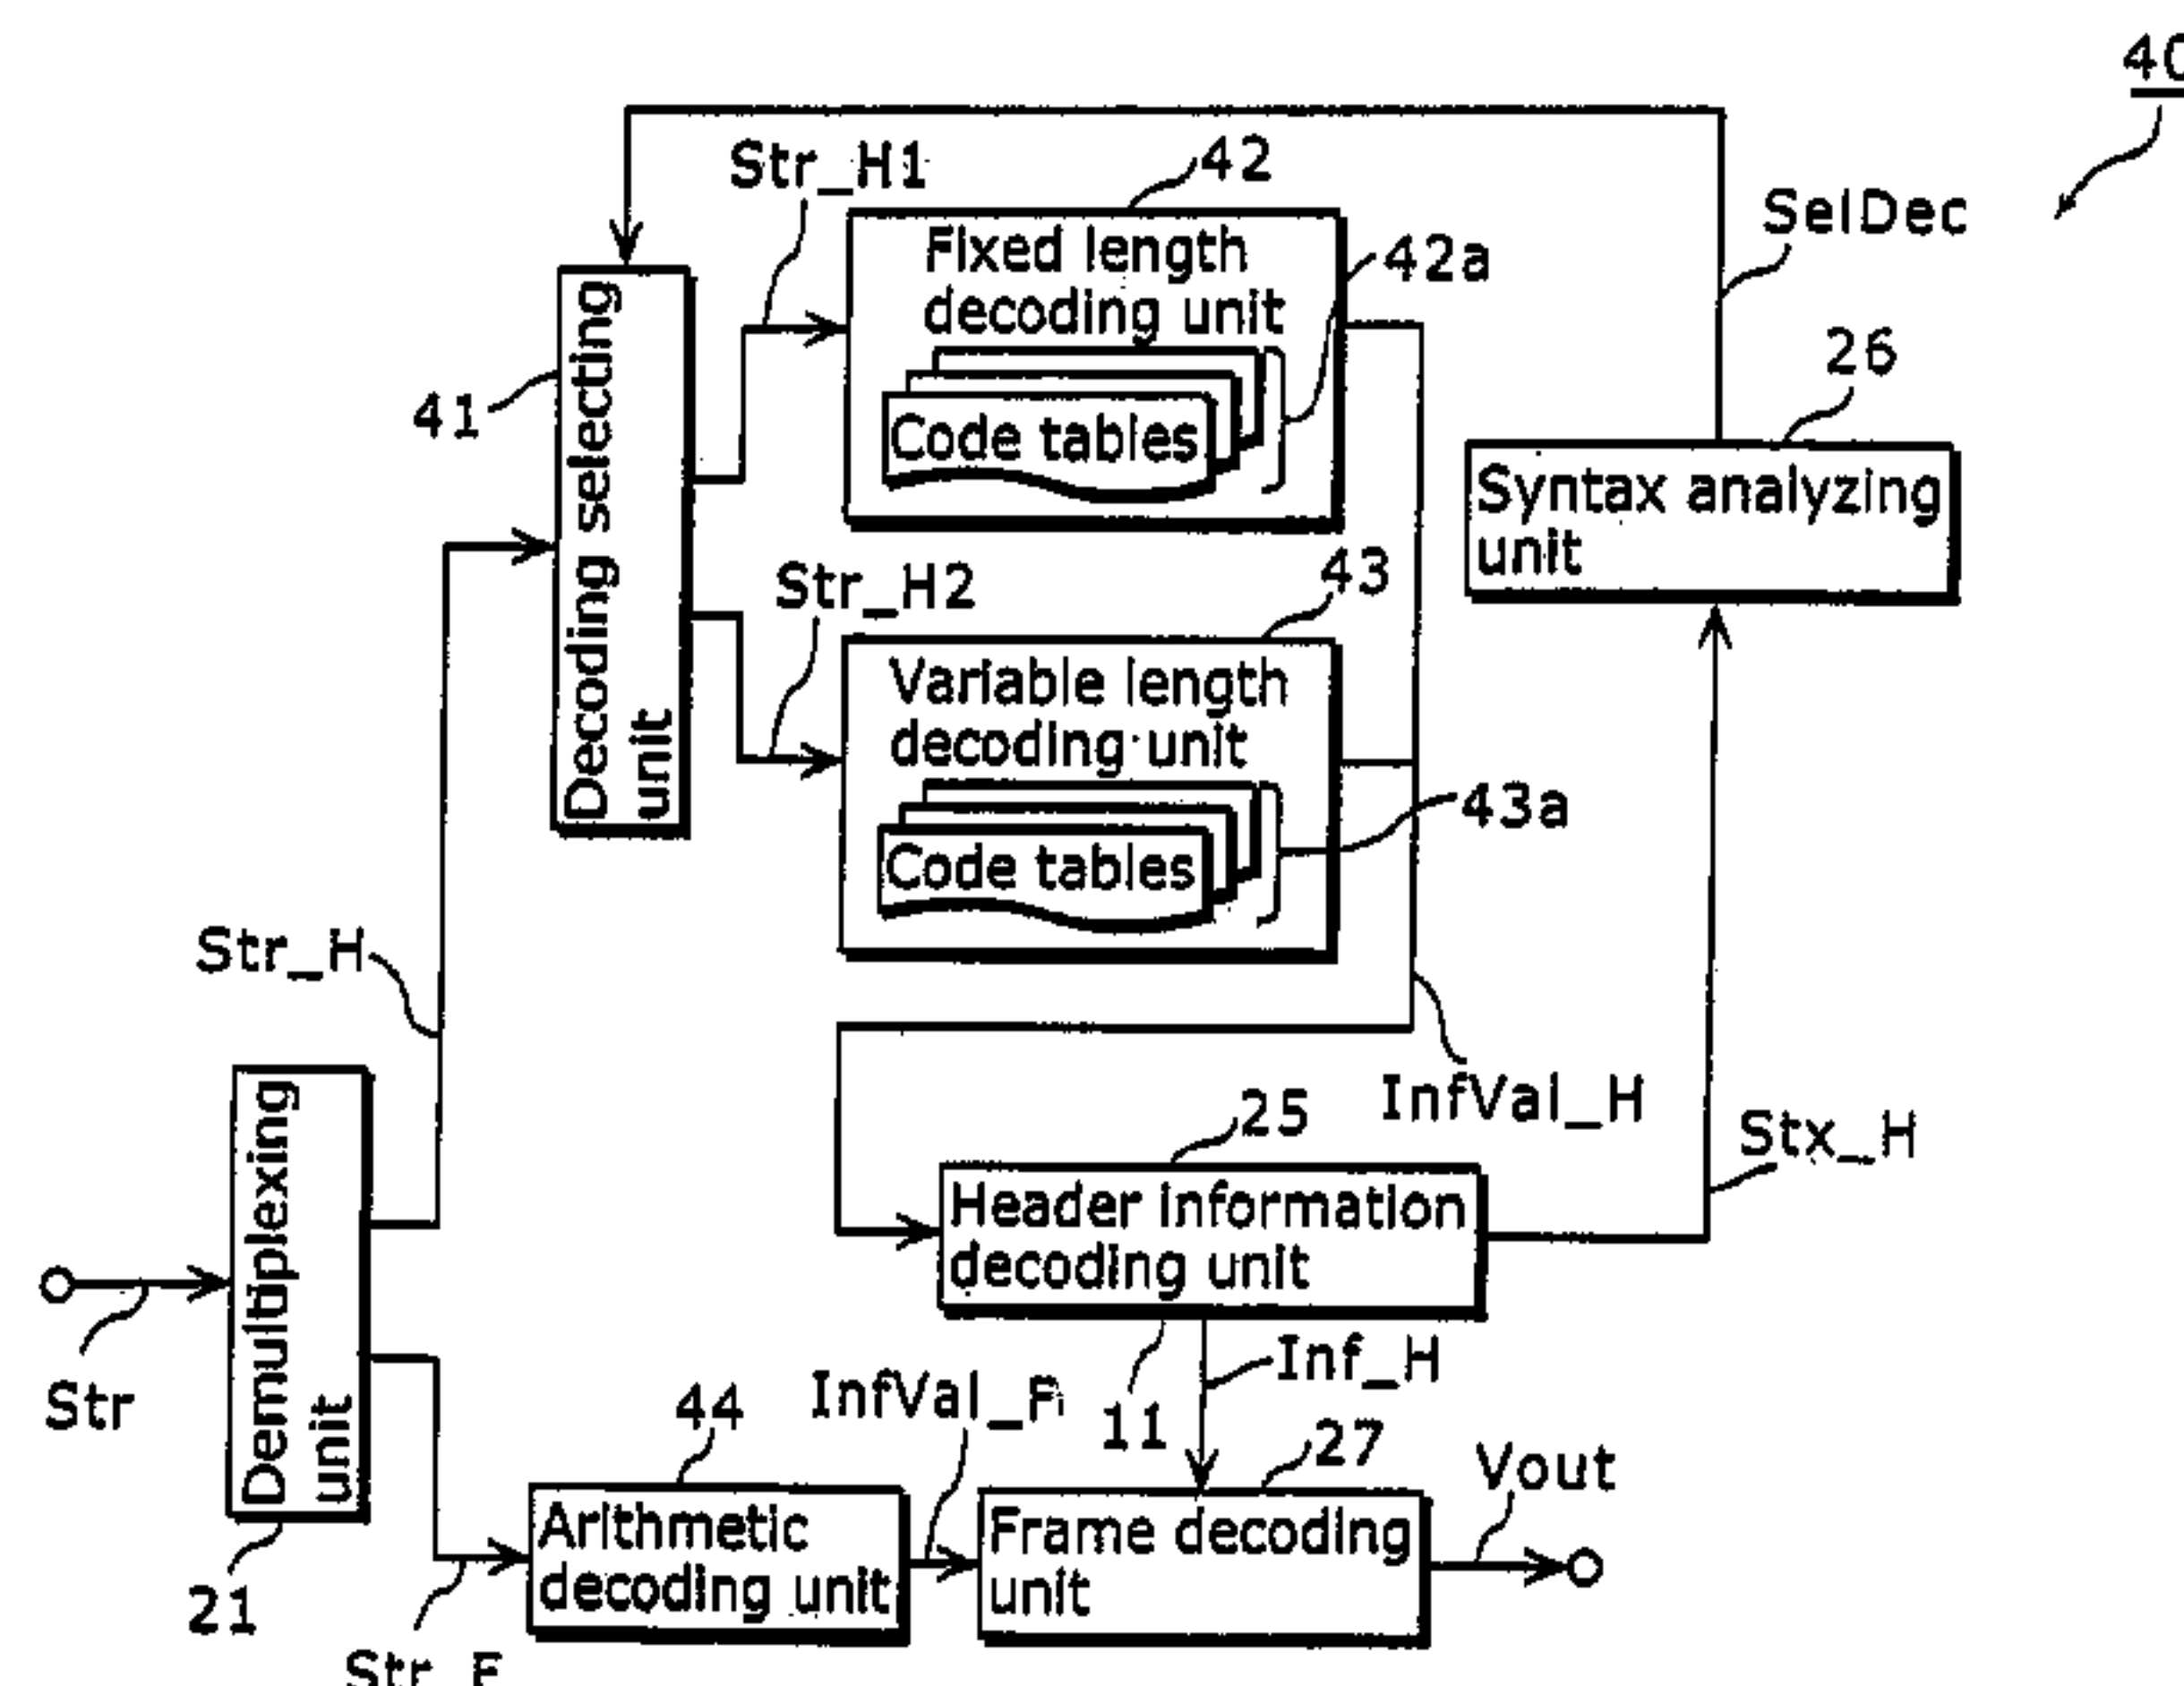 40
SelDec
Str_H1
42
Fixed length
decoding unit
42a
Code tables
26
Syntax analyzing
unit
41
Decoding selecting
unit
Str_H2
43
Variable length
decoding unit
43a
Code tables
Str_H
InfVal_H
25
Stx_H
Header information
decoding unit
Demultiplexing
unit
Str
21
11
Inf_H
44
InfVal_F
27
Vout
Arithmetic
decoding unit
Frame decoding
unit
Str_F